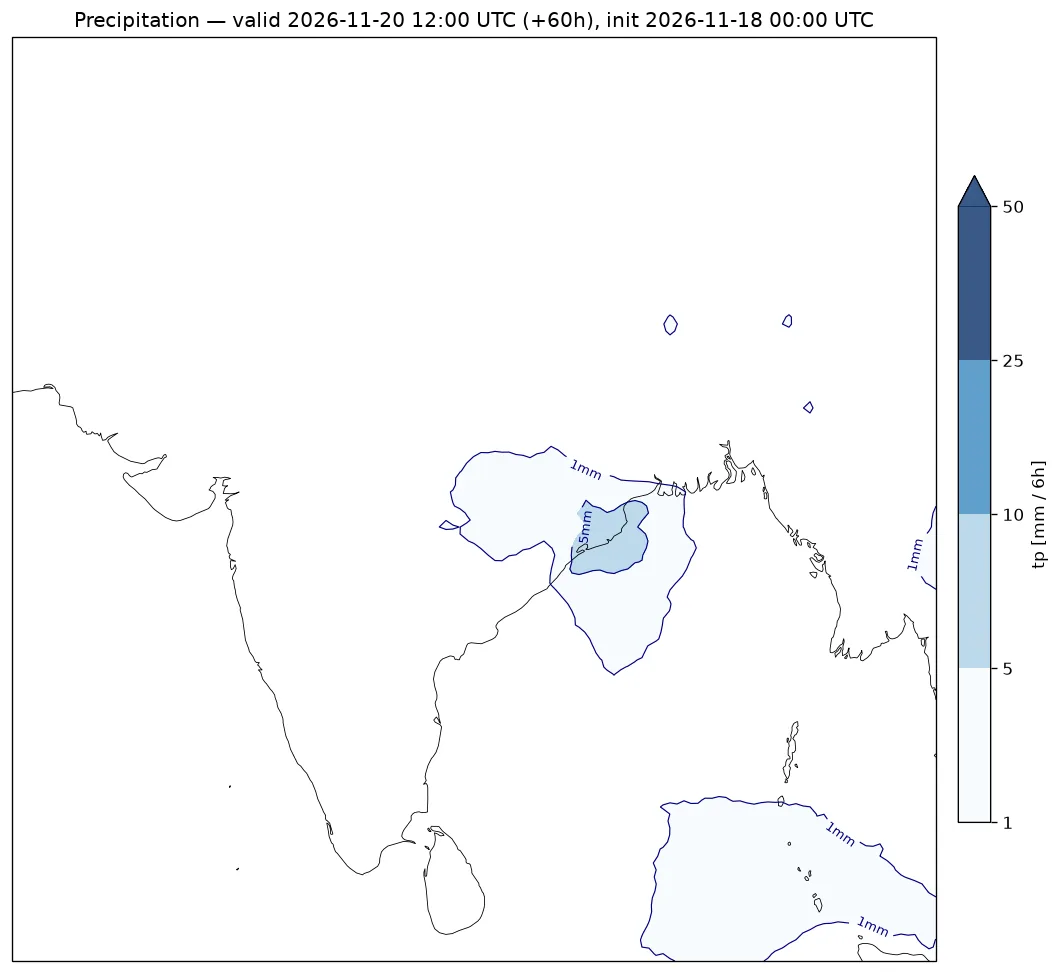 Precipitation — valid 2026-11-20 12:00 UTC (+60h), init 2026-11-18 00:00 UTC
50
25
10
5
1
tp [mm / 6h]
1mm
5mm
1mm
1mm
1mm